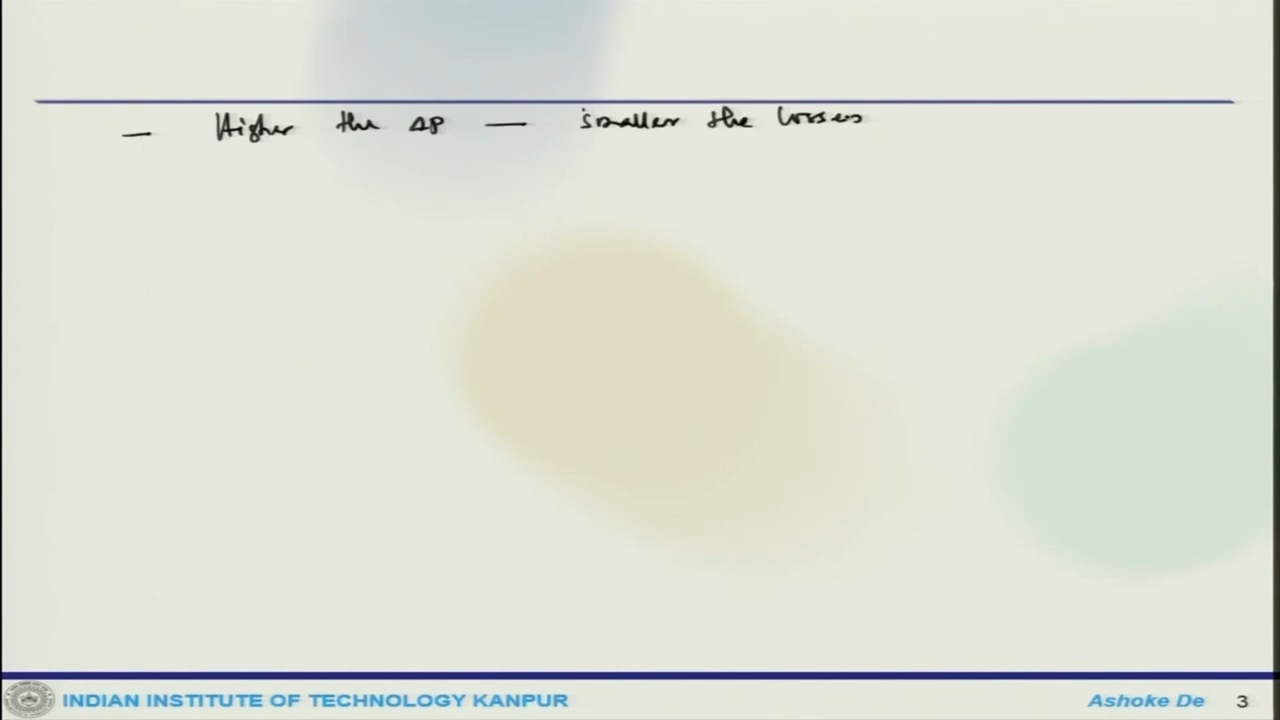 — Higher the ΔP — smaller the losses
INDIAN INSTITUTE OF TECHNOLOGY KANPUR
Ashoke De 3